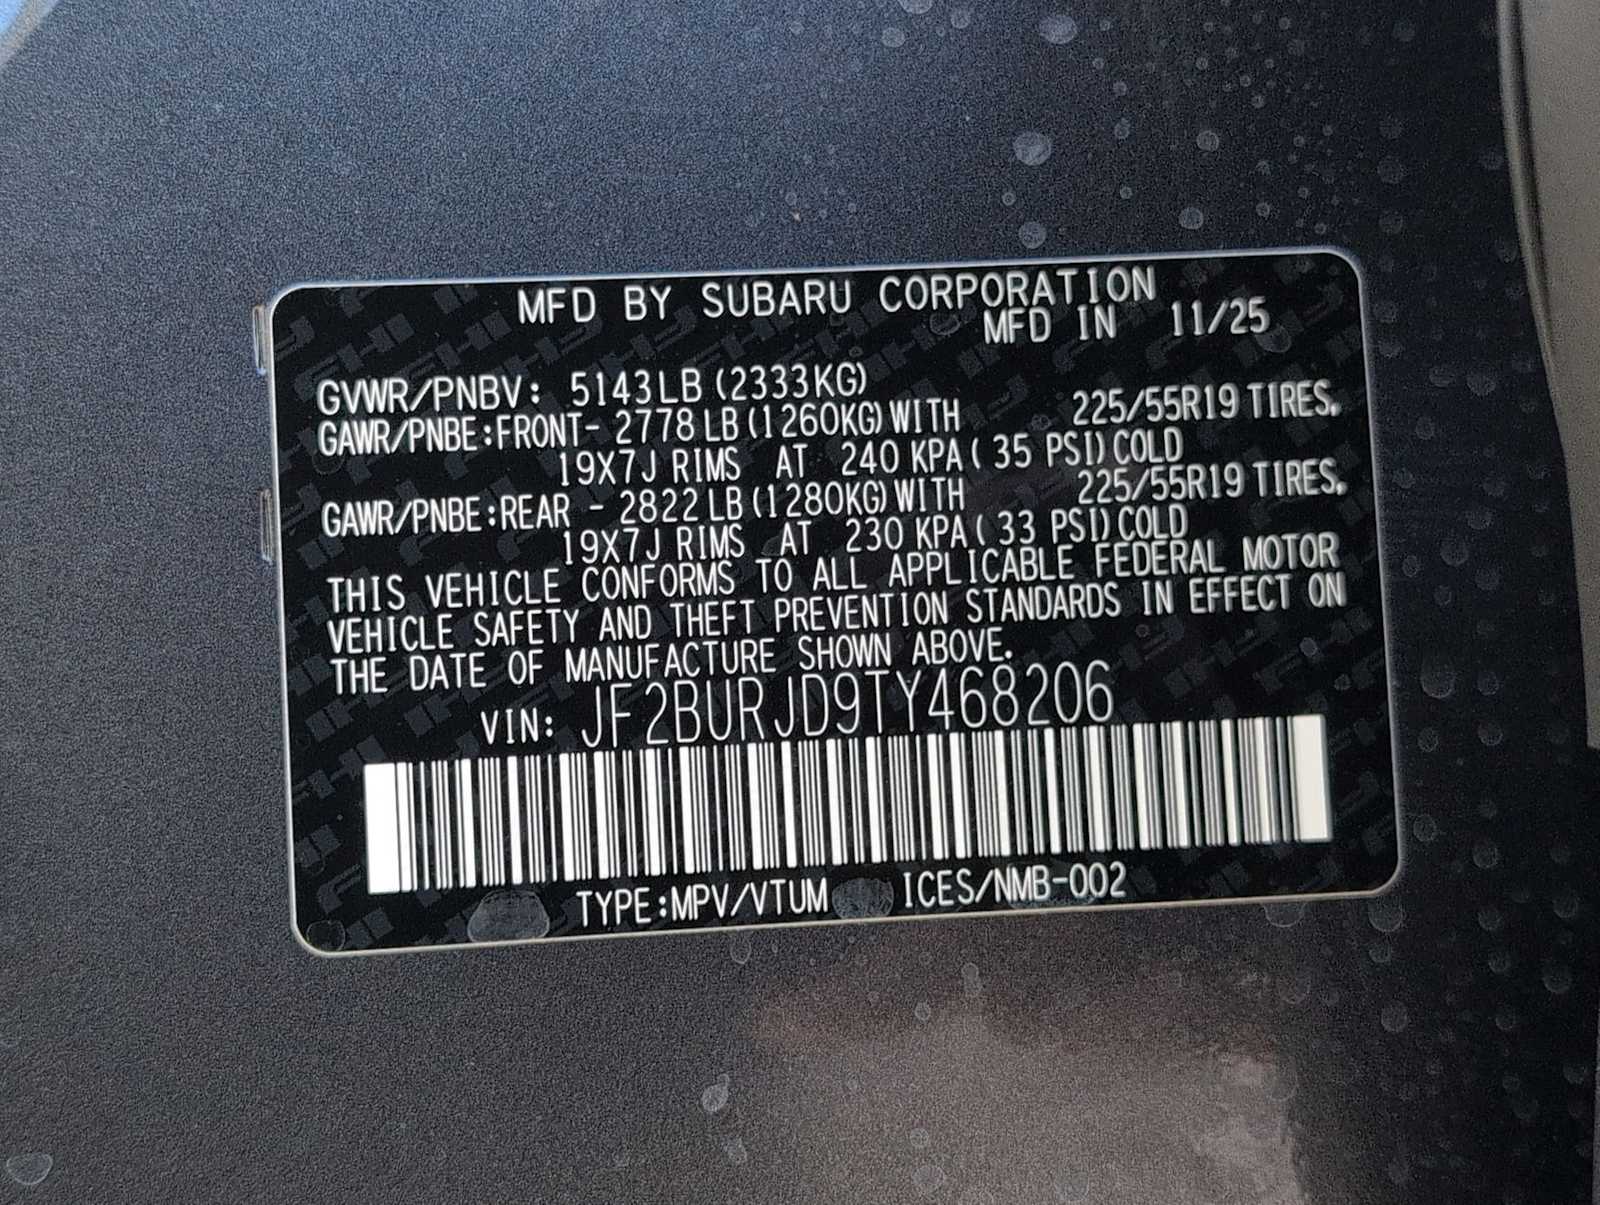 MFD BY SUBARU CORPORATION
MFD IN 11/25
GVWR/PNBV: 5143LB (2333KG)
GAWR/PNBE:FRONT- 2778 LB (1260KG) WITH 225/55R19 TIRES,
19X7J RIMS AT 240 KPA ( 35 PSI) COLD
GAWR/PNBE:REAR - 2822 LB (1280KG) WITH 225/55R19 TIRES,
19X7J RIMS AT 230 KPA ( 33 PSI) COLD
THIS VEHICLE CONFORMS TO ALL APPLICABLE FEDERAL MOTOR
VEHICLE SAFETY AND THEFT PREVENTION STANDARDS IN EFFECT ON
THE DATE OF MANUFACTURE SHOWN ABOVE.
VIN: JF2BURJD9TY468206
TYPE:MPV/VTUM ICES/NMB-002